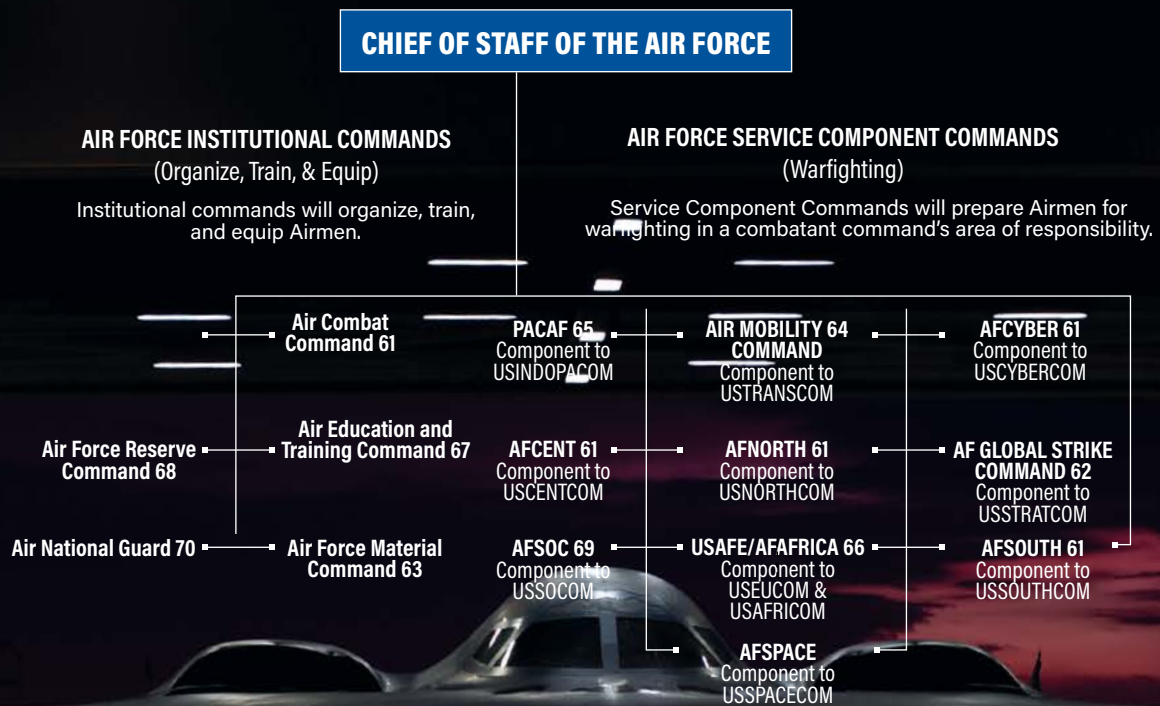 CHIEF OF STAFF OF THE AIR FORCE
AIR FORCE INSTITUTIONAL COMMANDS
(Organize, Train, & Equip)
Institutional commands will organize, train,
and equip Airmen.
AIR FORCE SERVICE COMPONENT COMMANDS
(Warfighting)
Service Component Commands will prepare Airmen for
warfighting in a combatant command's area of responsibility.
Air Combat
Command 61
Air Force Reserve
Command 68
Air Education and
Training Command 67
Air National Guard 70
Air Force Material
Command 63
PACAF 65
Component to
USINDOPACOM
AIR MOBILITY 64
COMMAND
Component to
USTRANSCOM
AFCYBER 61
Component to
USCYBERCOM
AFCENT 61
Component to
USCENTCOM
AFNORTH 61
Component to
USNORTHCOM
AF GLOBAL STRIKE
COMMAND 62
Component to
USSTRATCOM
AFSOC 69
Component to
USSOCOM
USAFE/AFAFRICA 66
Component to
USEUCOM &
USAFRICOM
AFSOUTH 61
Component to
USSOUTHCOM
AFSPACE
Component to
USSPACECOM